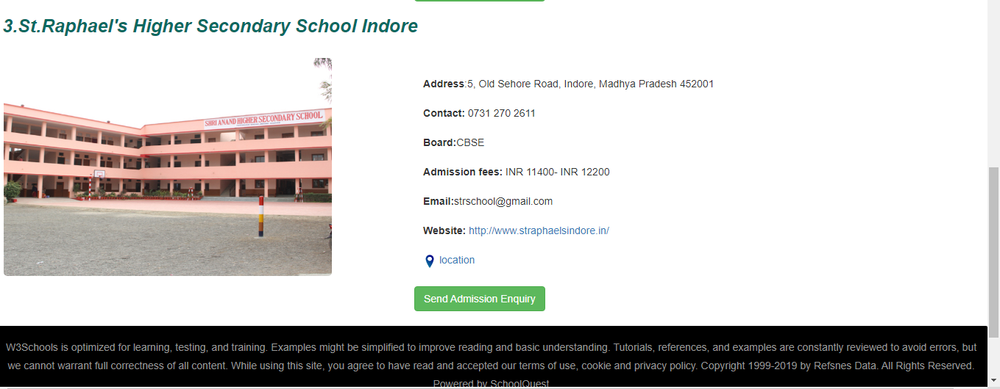 3.St.Raphael's Higher Secondary School Indore
SHRI ANAND HIGHER SECONDARY SCHOOL
Address:5, Old Sehore Road, Indore, Madhya Pradesh 452001
Contact: 0731 270 2611
Board:CBSE
Admission fees: INR 11400- INR 12200
Email:strschool@gmail.com
Website: http://www.straphaelsindore.in/
location
Send Admission Enquiry
W3Schools is optimized for learning, testing, and training. Examples might be simplified to improve reading and basic understanding. Tutorials, references, and examples are constantly reviewed to avoid errors, but
we cannot warrant full correctness of all content. While using this site, you agree to have read and accepted our terms of use, cookie and privacy policy. Copyright 1999-2019 by Refsnes Data. All Rights Reserved.
Powered by SchoolQuest